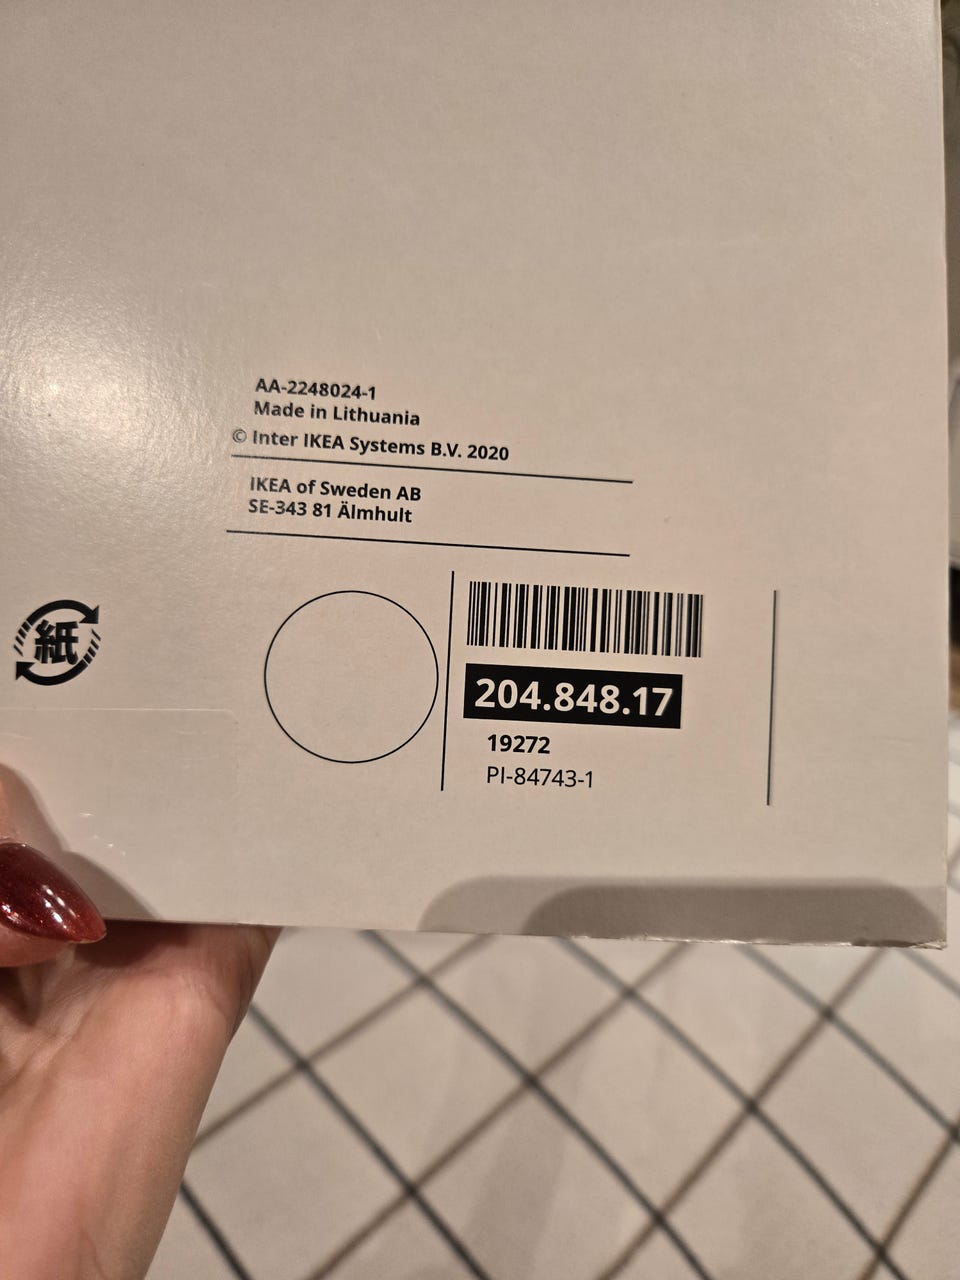 AA-2248024-1
Made in Lithuania
© Inter IKEA Systems B.V. 2020
IKEA of Sweden AB
SE-343 81 Älmhult
紙
204.848.17
19272
PI-84743-1